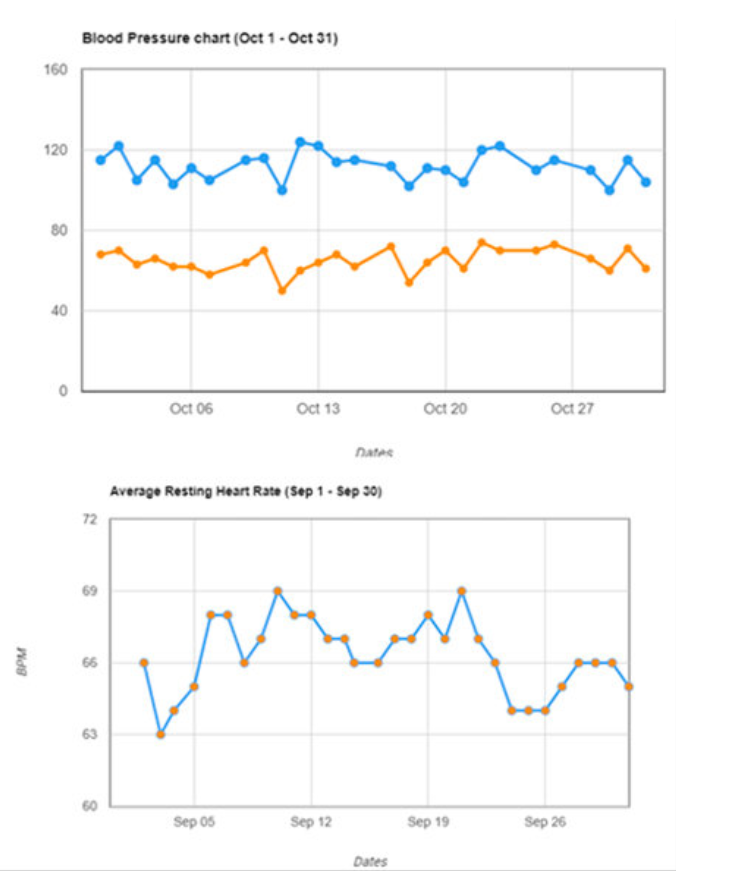 Blood Pressure chart (Oct 1 - Oct 31)
160
120
80
40
0
Oct 06 Oct 13 Oct 20 Oct 27
Dates
Average Resting Heart Rate (Sep 1 - Sep 30)
72
69
66
63
60
BPM
Sep 05 Sep 12 Sep 19 Sep 26
Dates